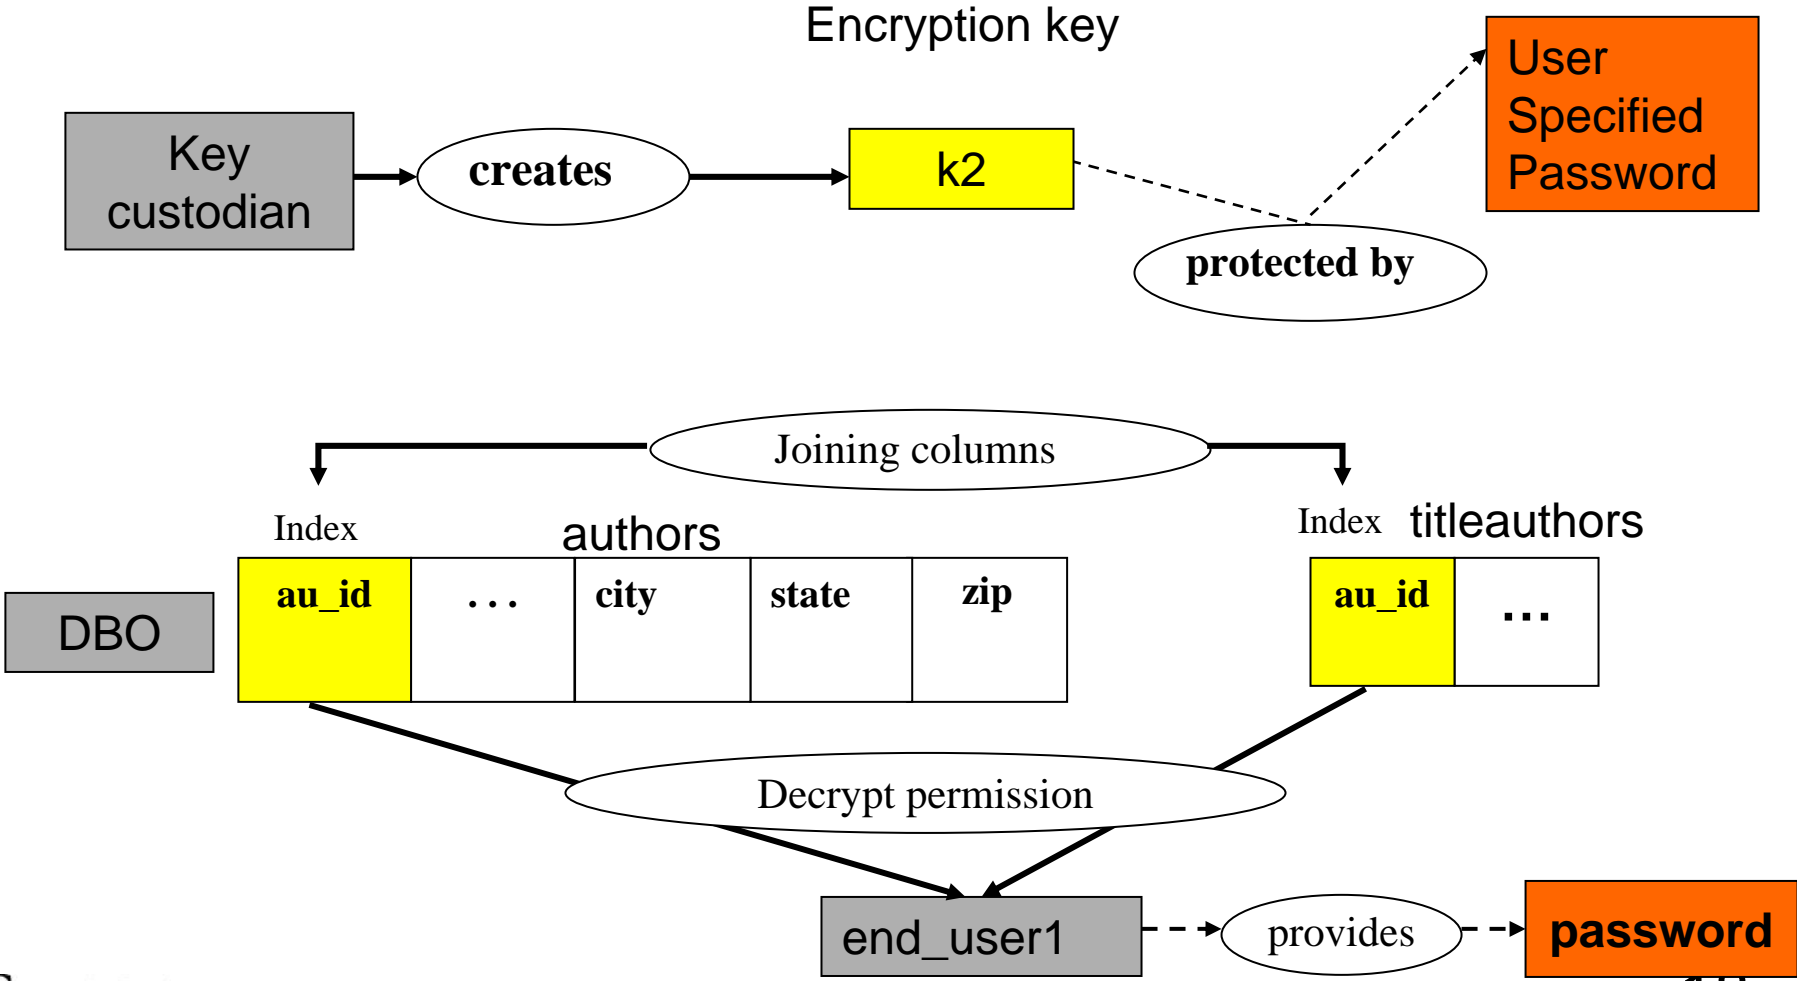 Encryption key
Key
custodian
creates
k2
User
Specified
Password
protected by
Joining columns
Index
authors
Index
titleauthors
DBO
au_id
. . .
city
state
zip
au_id
...
Decrypt permission
end_user1
provides
password